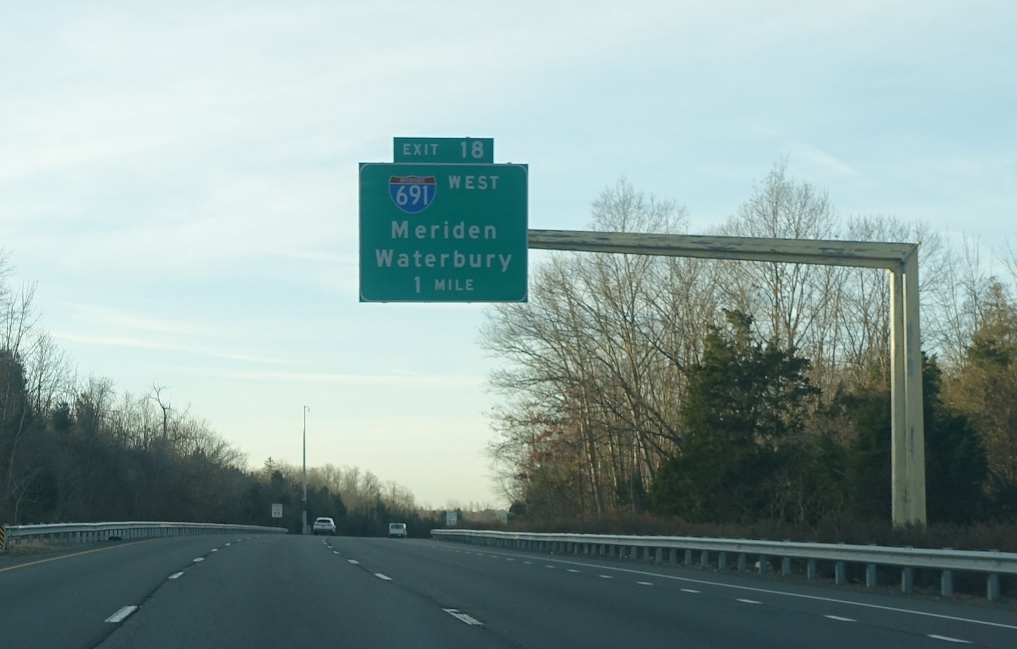 EXIT 18
691 WEST
Meriden
Waterbury
1 MILE